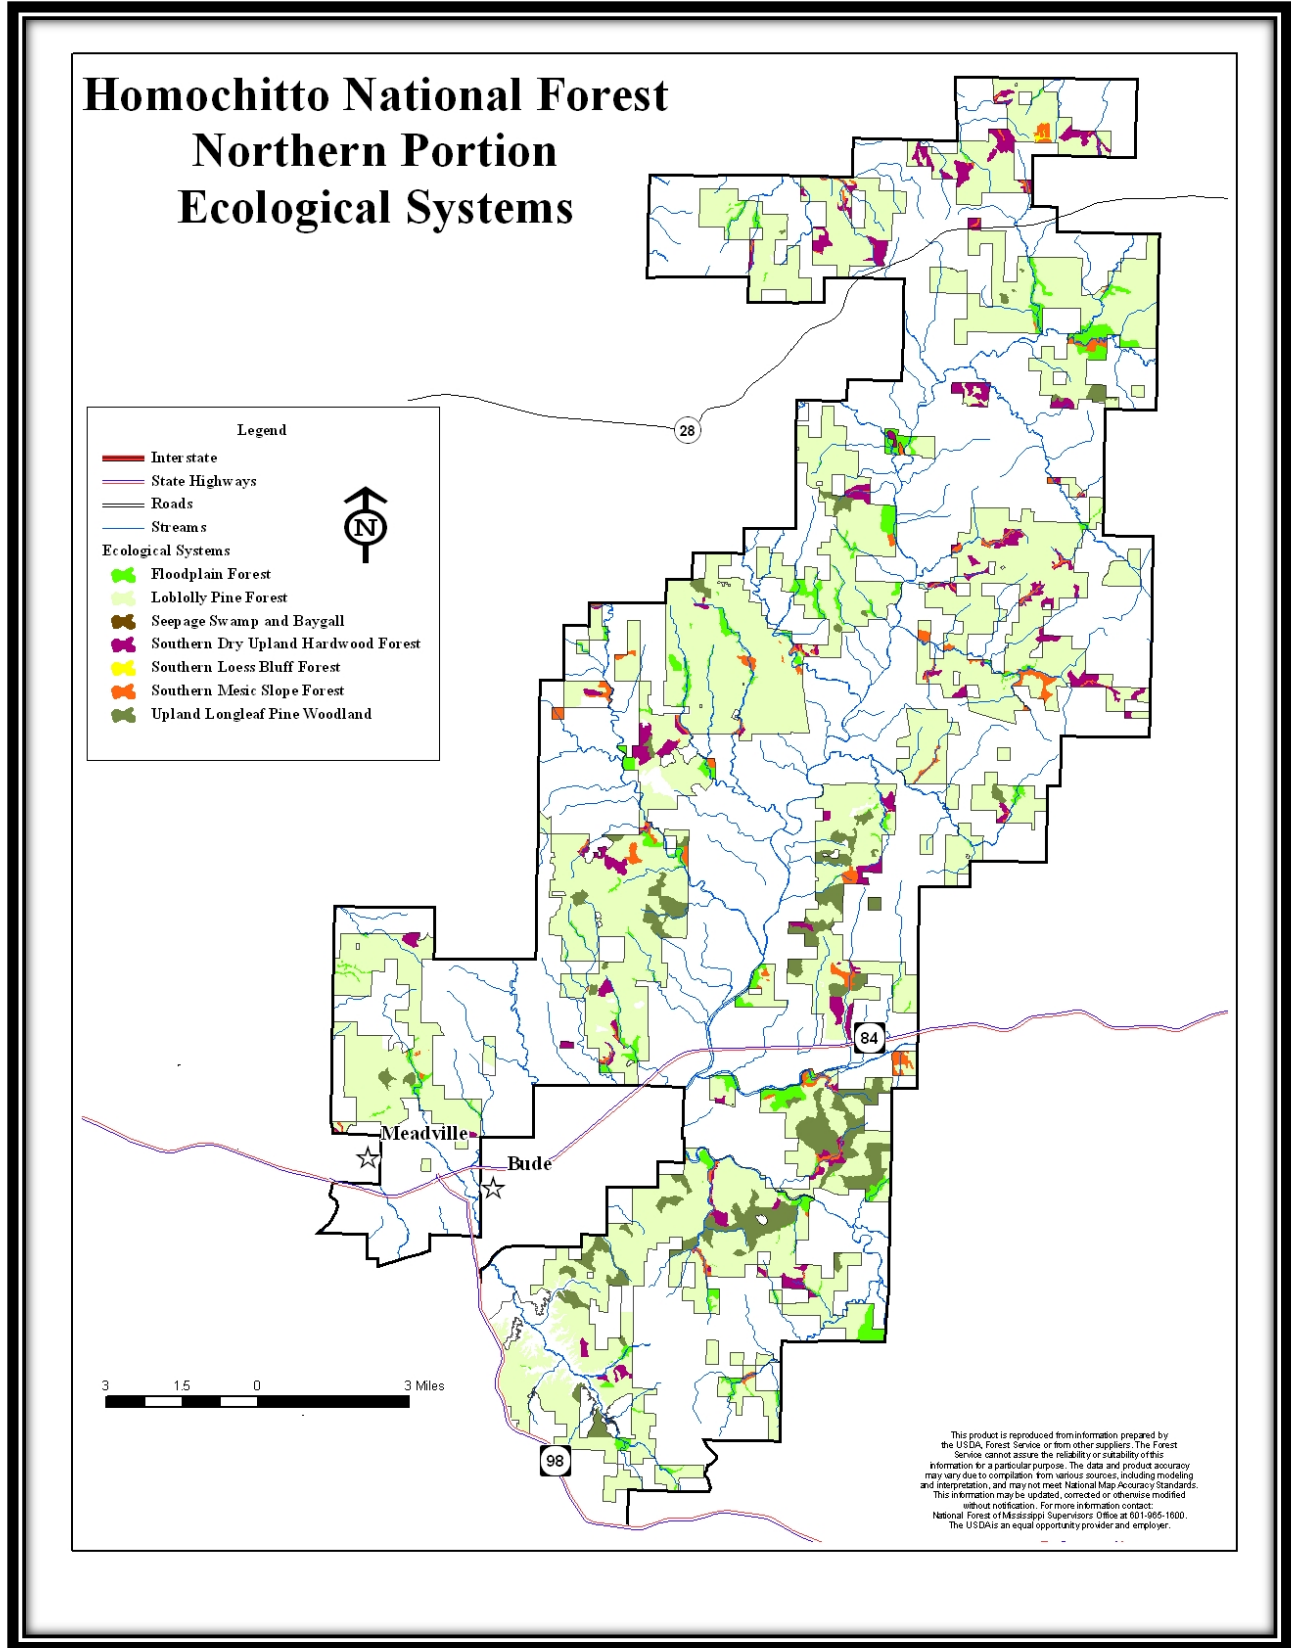 Homochitto National Forest
Northern Portion
Ecological Systems
28
Legend
Interstate
State Highways
Roads
Streams
N
Ecological Systems
Floodplain Forest
Loblolly Pine Forest
Seepage Swamp and Baygall
Southern Dry Upland Hardwood Forest
Southern Loess Bluff Forest
Southern Mesic Slope Forest
Upland Longleaf Pine Woodland
84
Meadville
Bude
3 1.5 0 3 Miles
98
This product is reproduced from information prepared by
the USDA, Forest Service or from other suppliers. The Forest
Service cannot assure the reliability or suitability of this
information for a particular purpose. The data and product accuracy
may vary due to compilation from various sources, including modeling
and interpretation, and may not meet National Map Accuracy Standards.
This information may be updated, corrected or otherwise modified
without notification. For more information contact:
National Forest of Mississippi Supervisors Office at 601-965-1600.
The USDA is an equal opportunity provider and employer.